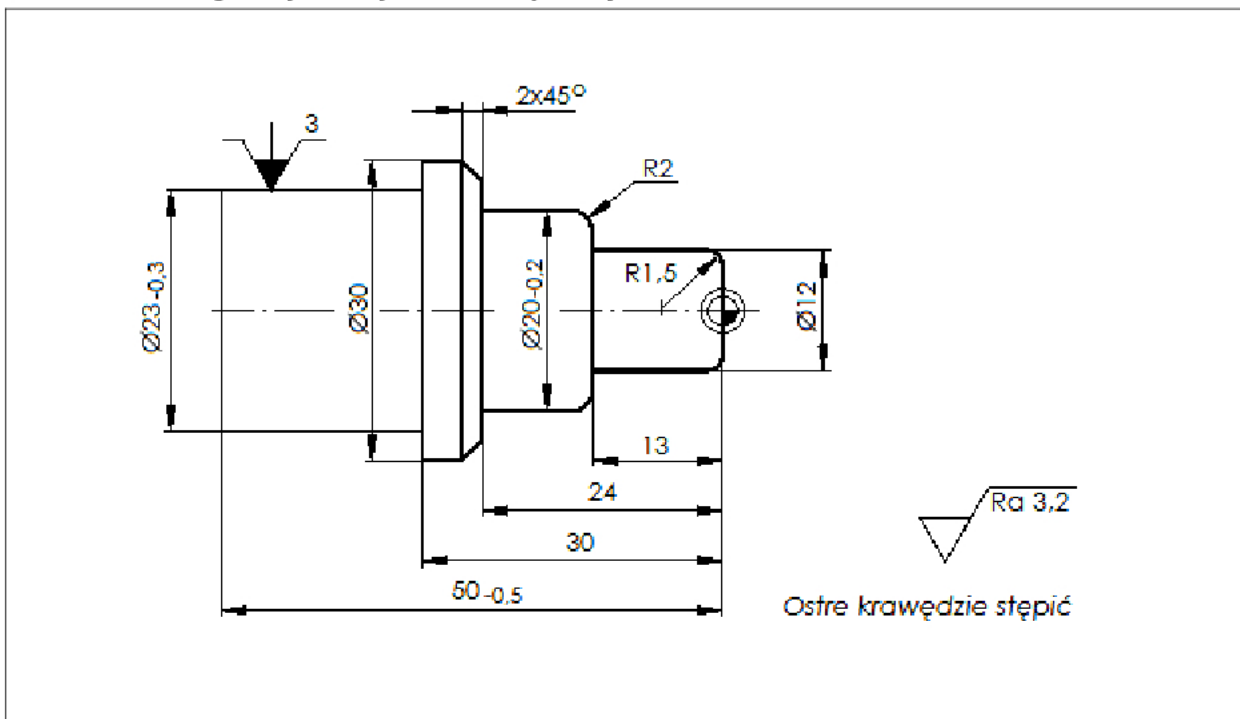 2x45°
3
R2
R1,5
Ø23-0,3
Ø30
Ø20-0,2
Ø12
13
24
Ra 3,2
30
50-0,5
Ostre krawędzie stępić